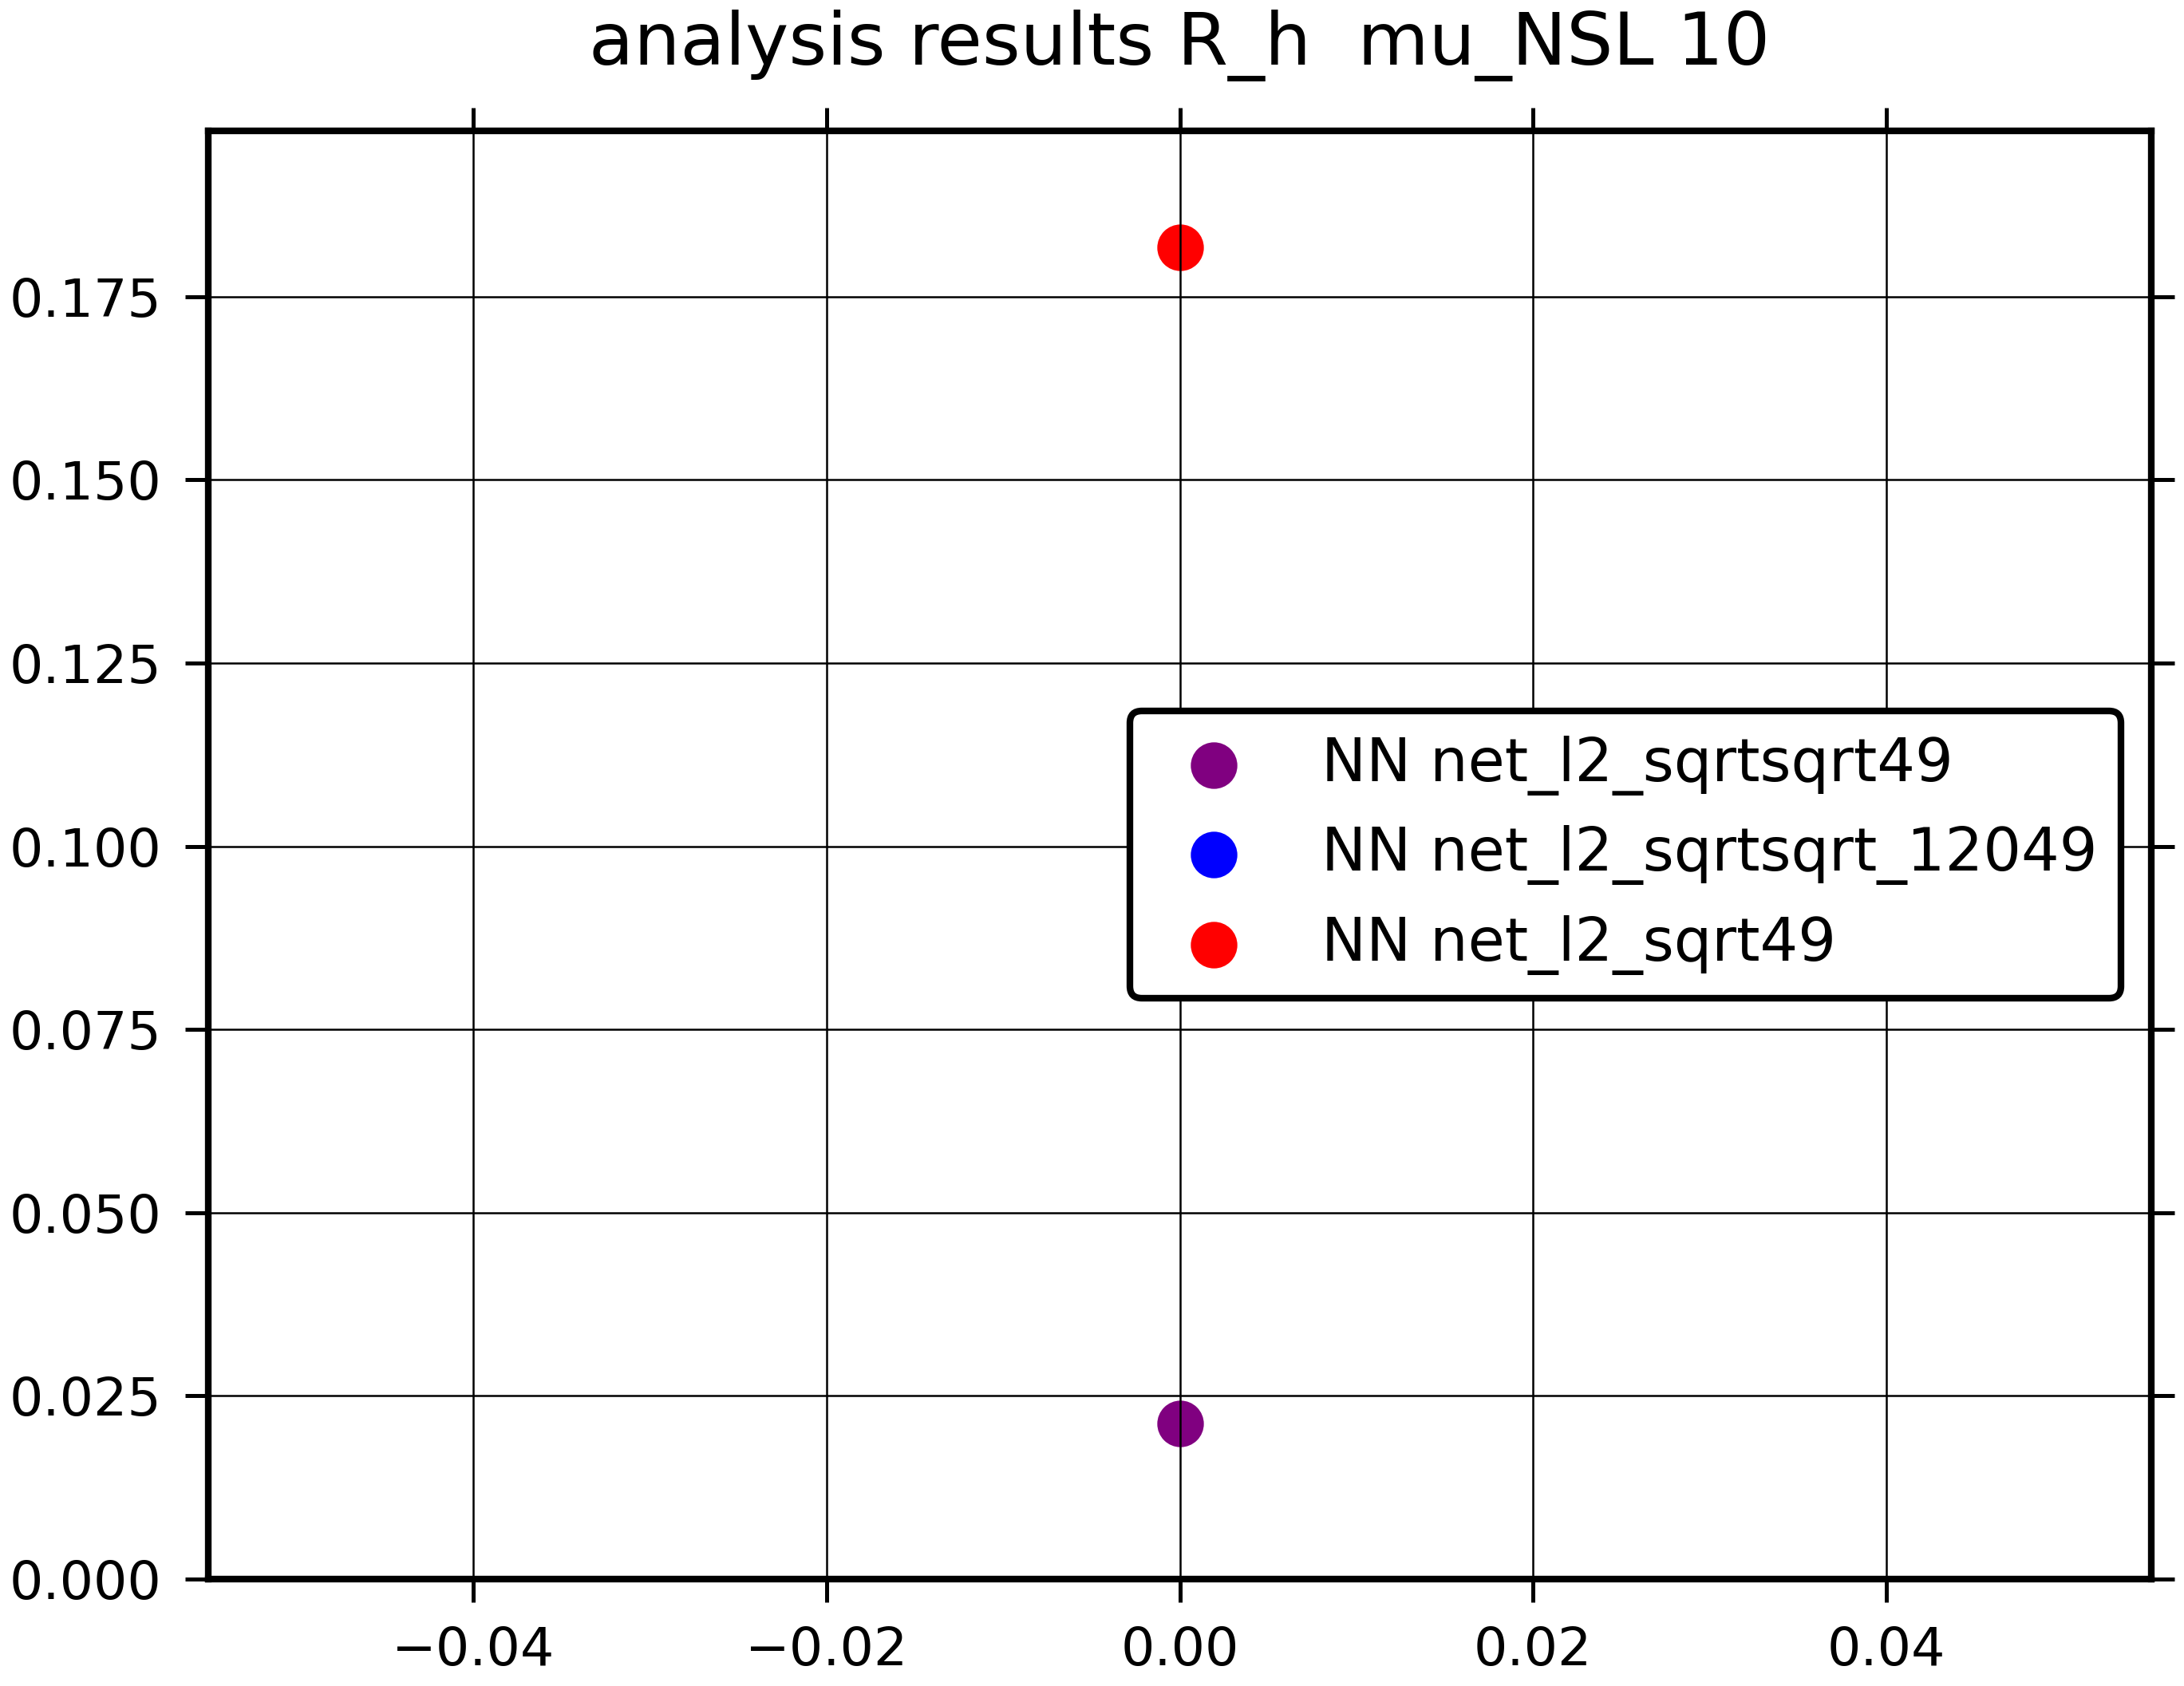 analysis results R_h  mu_NSL 10
0.175
0.150
0.125
0.100
0.075
0.050
0.025
0.000
NN net_l2_sqrtsqrt49
NN net_l2_sqrtsqrt_12049
NN net_l2_sqrt49
−0.04 −0.02 0.00 0.02 0.04